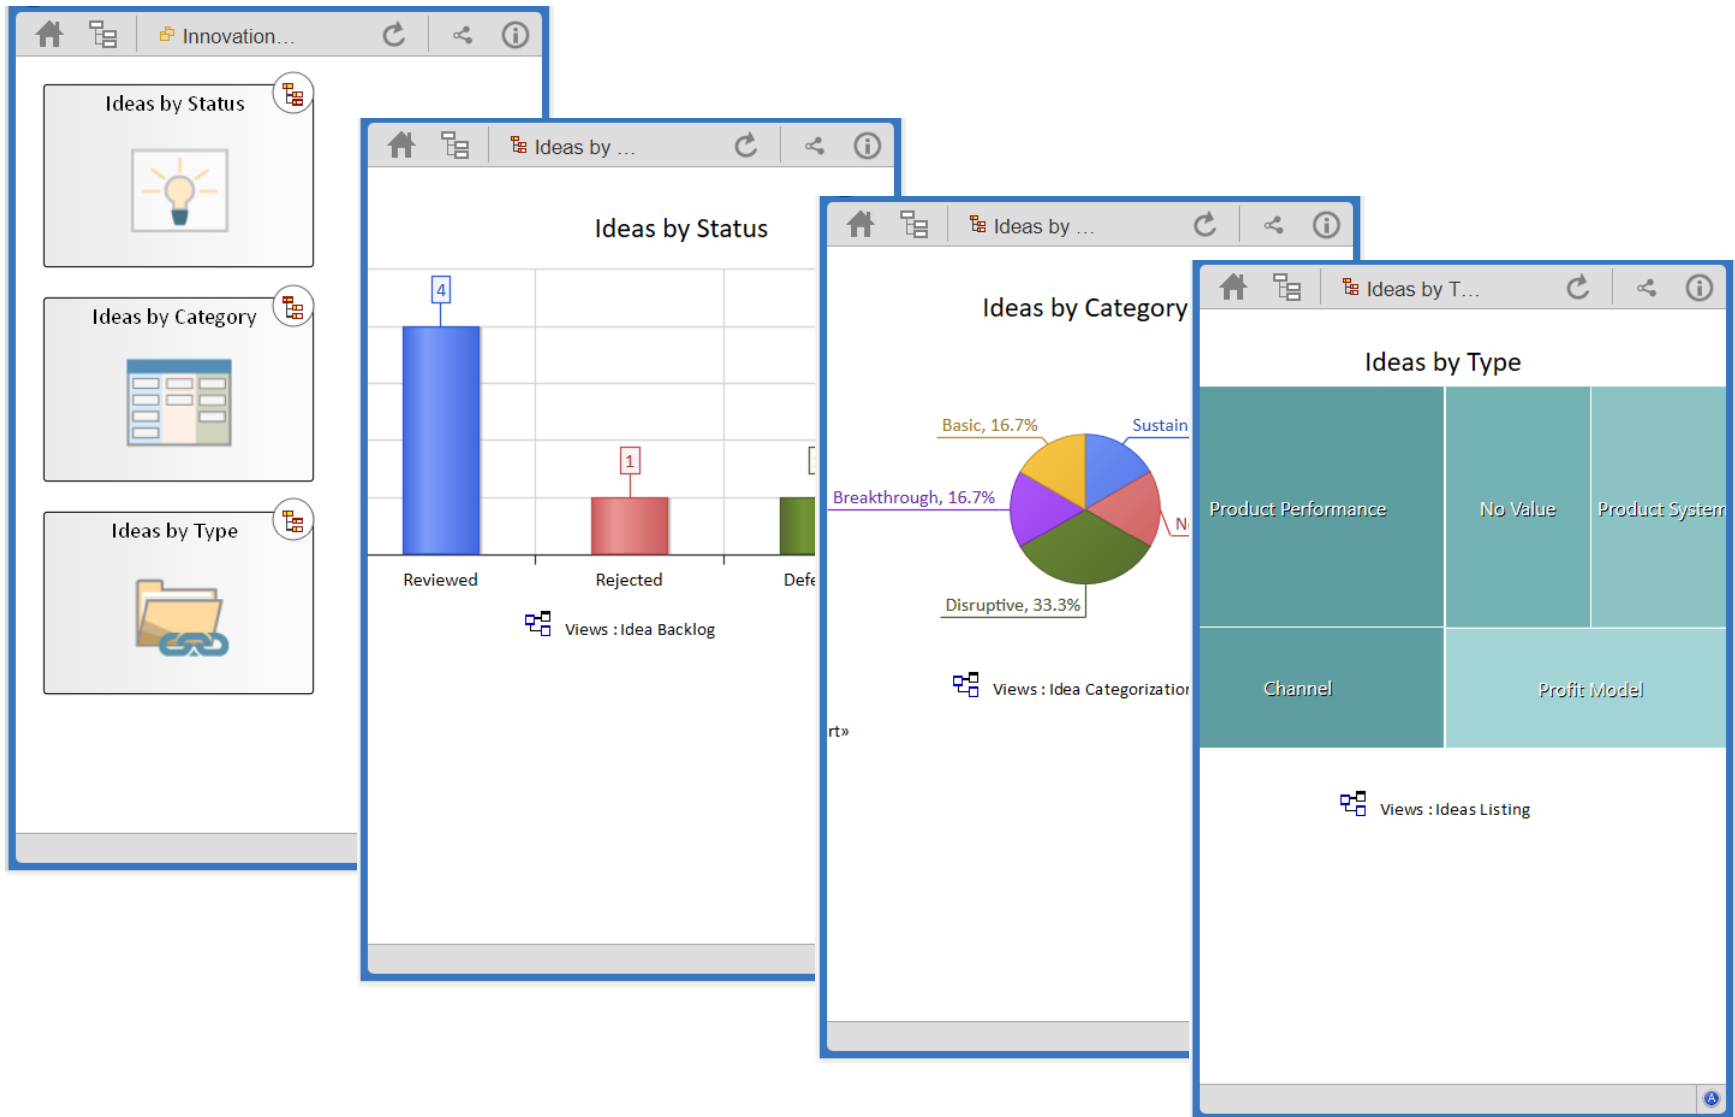 Innovation...
Ideas by Status
Ideas by Category
Ideas by Type
Ideas by ...
Ideas by Status
4
1
Reviewed
Rejected
Views : Idea Backlog
Ideas by ...
Ideas by Category
Basic, 16.7%
Breakthrough, 16.7%
Disruptive, 33.3%
Views : Idea Categorization
Ideas by T...
Ideas by Type
Product Performance
No Value
Product System
Channel
Profit Model
Views : Ideas Listing
A